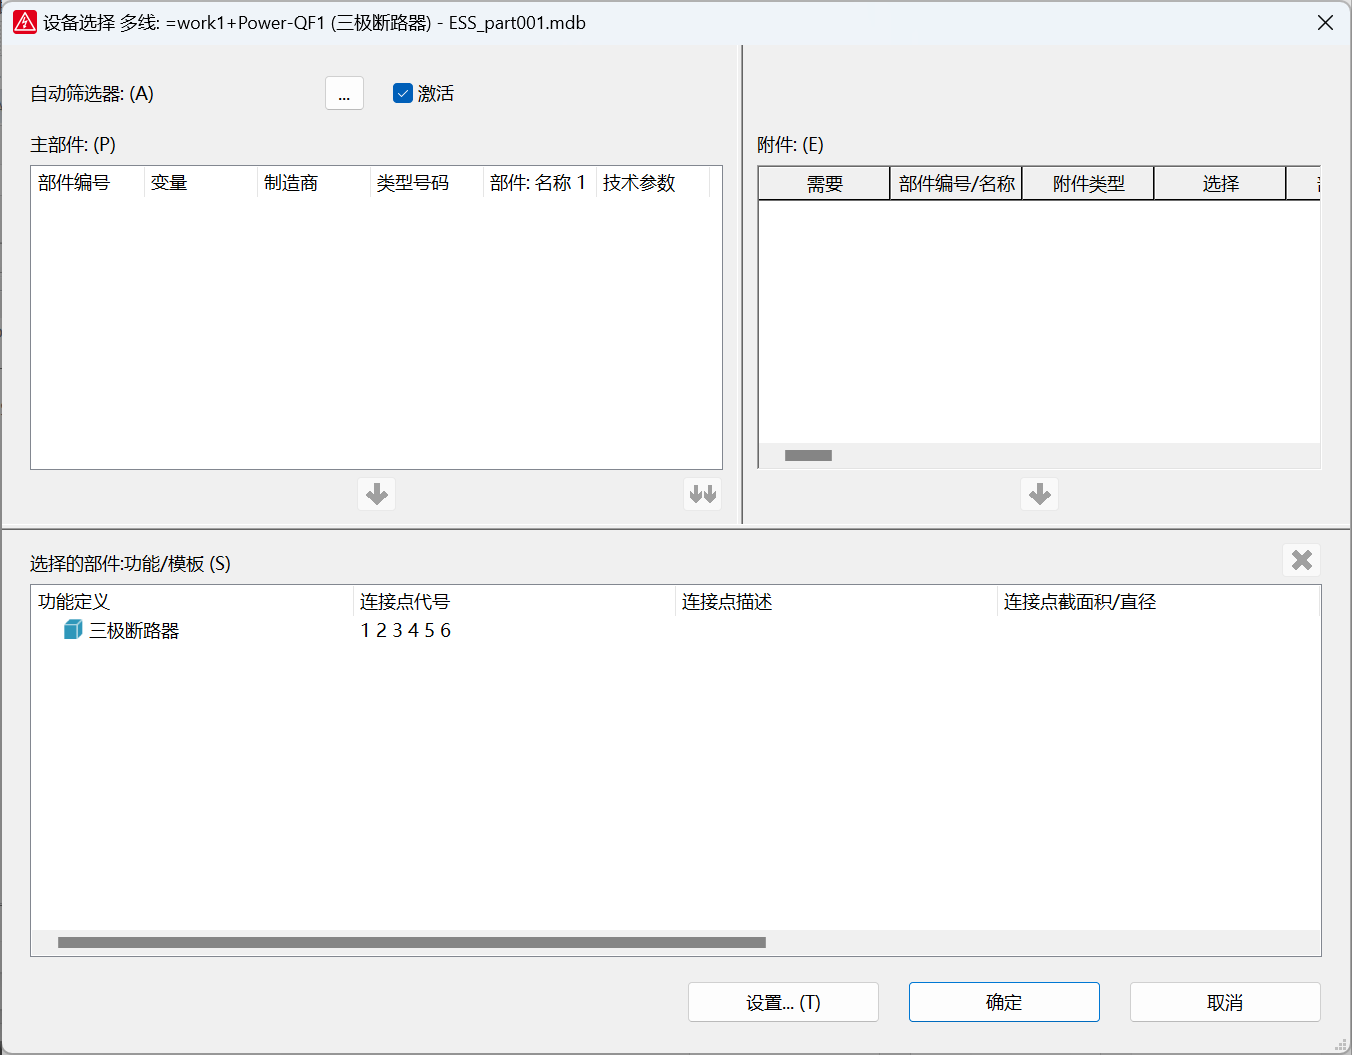 设备选择 多线: =work1+Power-QF1 (三极断路器) - ESS_part001.mdb
自动筛选器: (A)
...
激活
主部件: (P)
附件: (E)
部件编号 变量 制造商 类型号码 部件: 名称 1 技术参数
需要 部件编号/名称 附件类型 选择
选择的部件:功能/模板 (S)
功能定义 连接点代号 连接点描述 连接点截面积/直径
三极断路器 1 2 3 4 5 6
设置... (T) 确定 取消